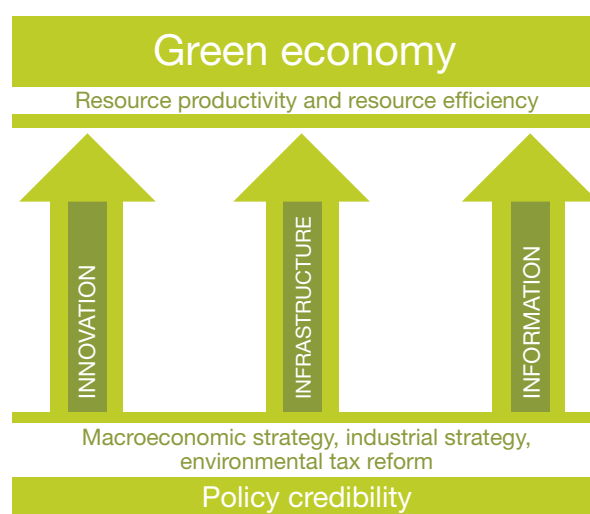 Green economy
Resource productivity and resource efficiency
INNOVATION
INFRASTRUCTURE
INFORMATION
Macroeconomic strategy, industrial strategy,
environmental tax reform
Policy credibility